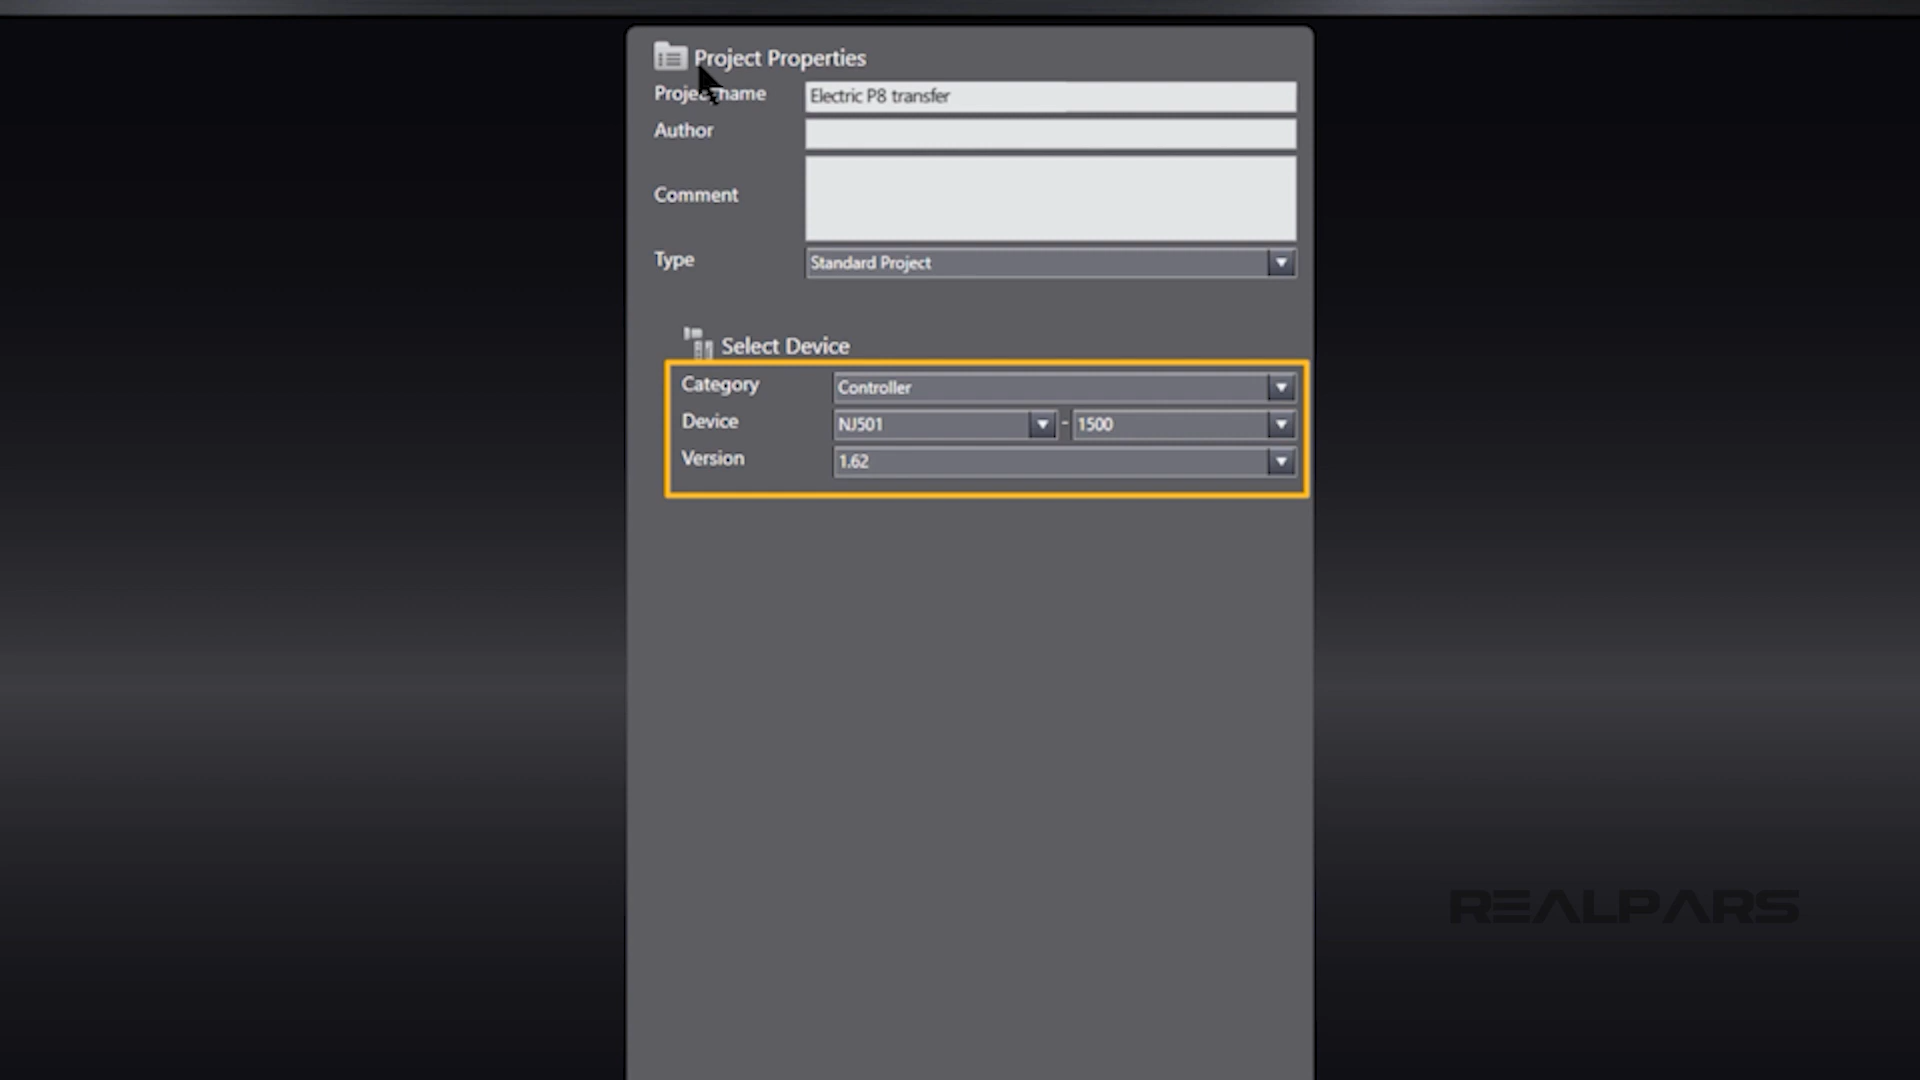 Project Properties
Project name
Electric P8 transfer
Author
Comment
Type
Standard Project
Select Device
Category
Controller
Device
NJ501 - 1500
Version
1.62
REALPARS